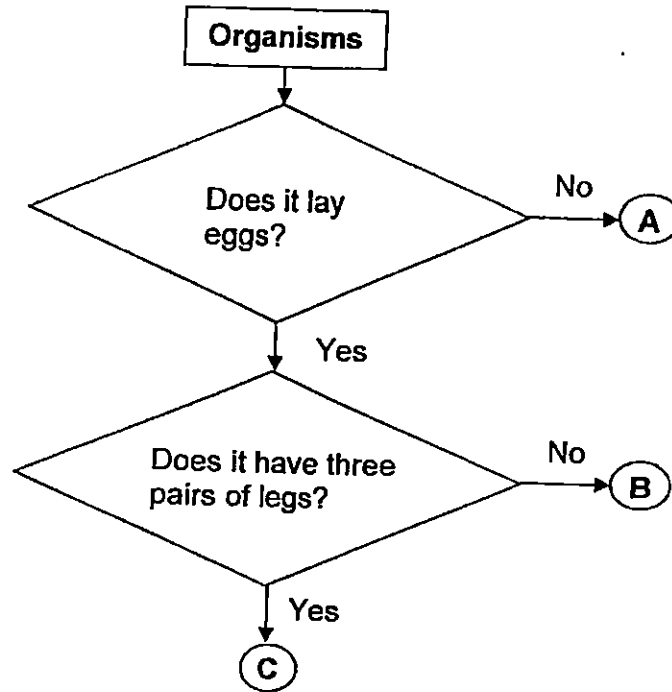 Organisms
Does it lay
eggs?
No
A
Yes
Does it have three
pairs of legs?
No
B
Yes
C